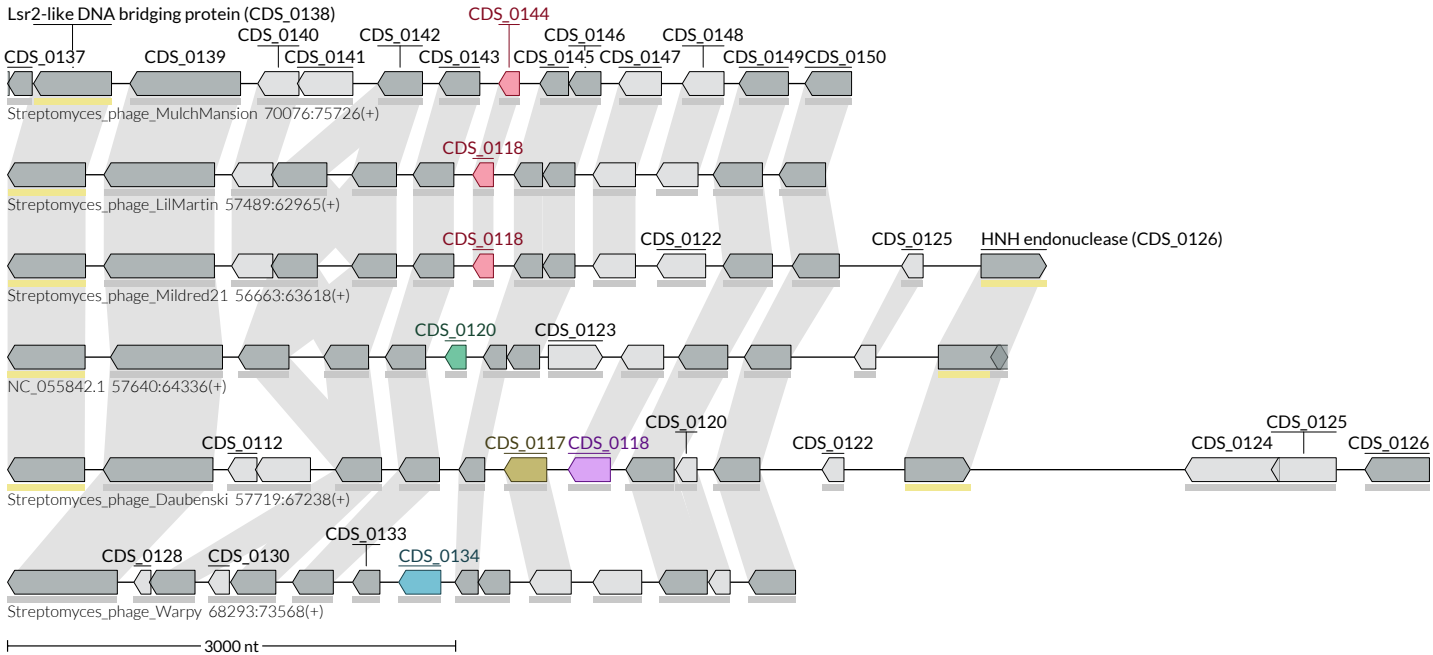 Lsr2-like DNA bridging protein (CDS_0138) CDS_0144
CDS_0140 CDS_0142 CDS_0146 CDS_0148
CDS_0137 CDS_0139 CDS_0141 CDS_0143 CDS_0145 CDS_0147 CDS_0149 CDS_0150
Streptomyces_phage_MulchMansion 70076:75726(+)
CDS_0118
Streptomyces_phage_LilMartin 57489:62965(+)
CDS_0118 CDS_0122 CDS_0125 HNH endonuclease (CDS_0126)
Streptomyces_phage_Mildred21 56663:63618(+)
CDS_0120 CDS_0123
NC_055842.1 57640:64336(+)
CDS_0120 CDS_0125
CDS_0112 CDS_0117 CDS_0118 CDS_0122 CDS_0124 CDS_0126
Streptomyces_phage_Daubenski 57719:67238(+)
CDS_0133
CDS_0128 CDS_0130 CDS_0134
Streptomyces_phage_Warpy 68293:73568(+)
3000 nt